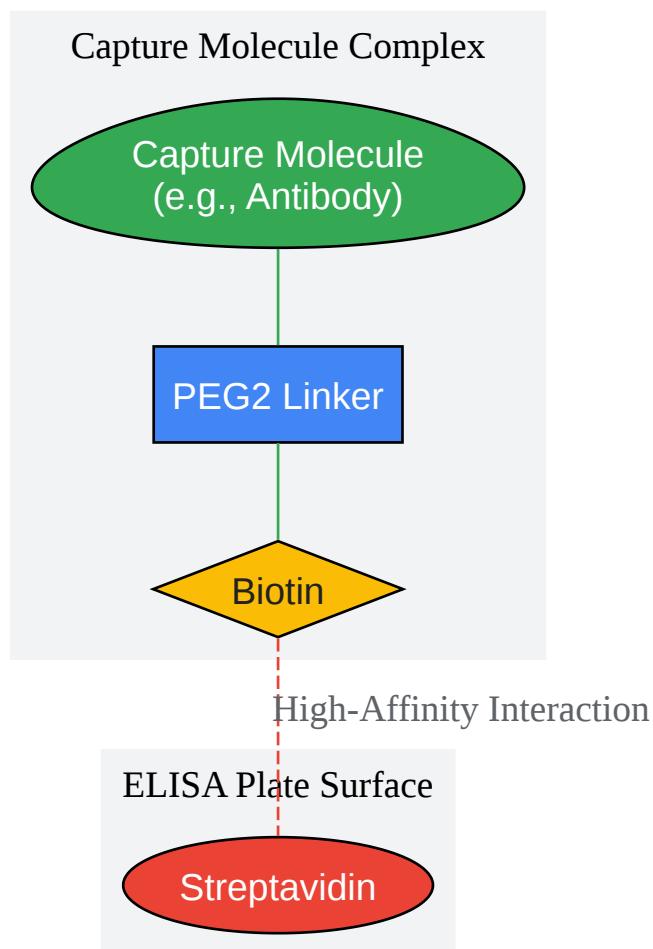 Capture Molecule Complex
Capture Molecule
(e.g., Antibody)
PEG2 Linker
Biotin
High-Affinity Interaction
ELISA Plate Surface
Streptavidin